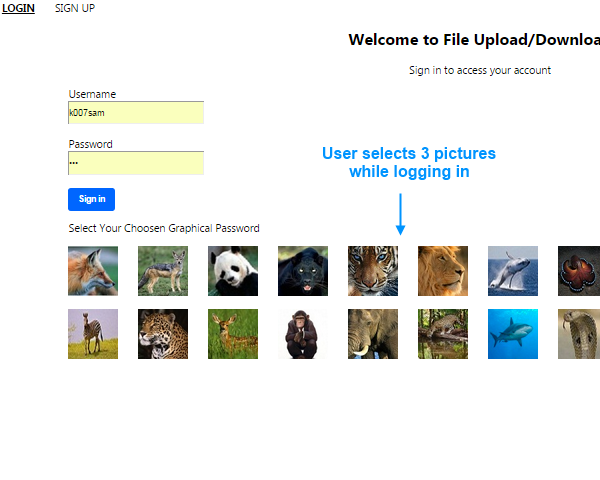 LOGIN SIGN UP
Welcome to File Upload/Downloa
Sign in to access your account
Username
k007sam
Password
•••
Sign in
User selects 3 pictures
while logging in
Select Your Choosen Graphical Password